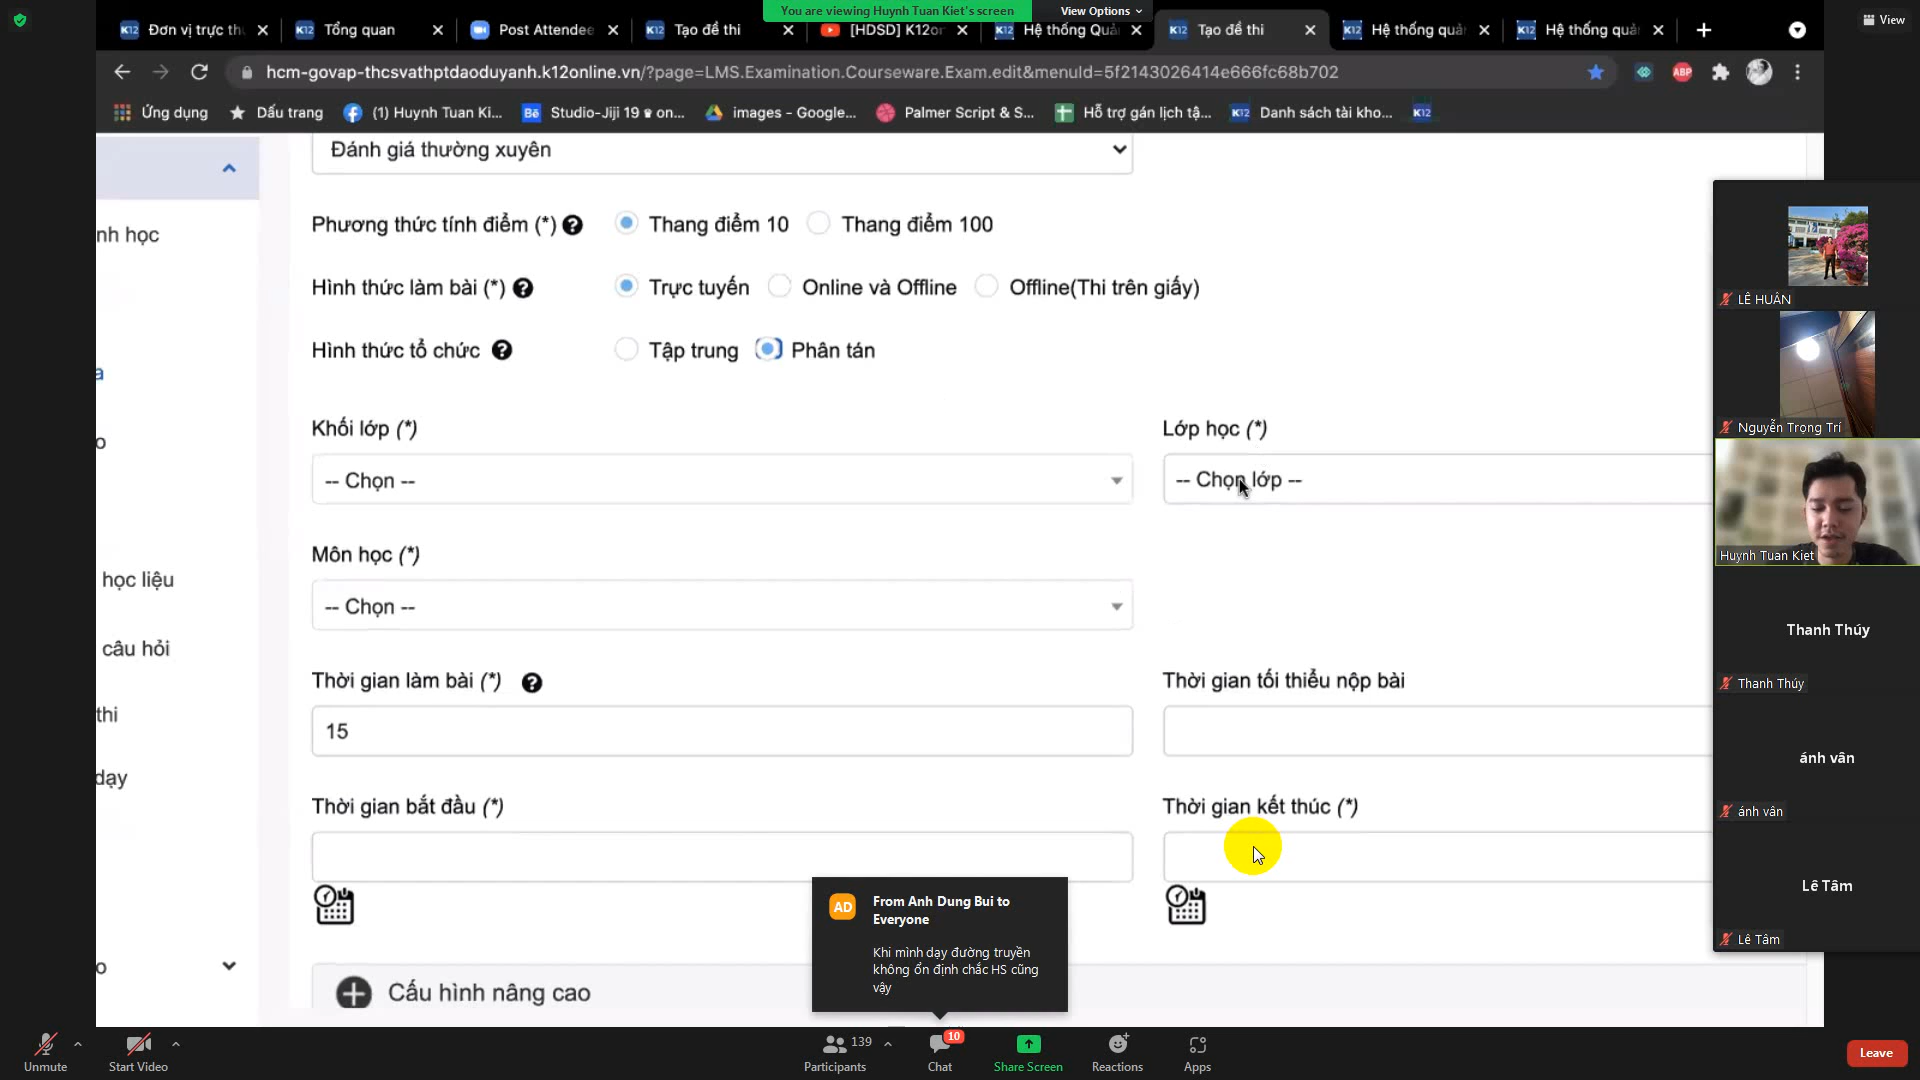 You are viewing Huynh Tuan Kiet's screen
View Options
View
Đơn vị trực th
Tổng quan
Post Attendee
Tạo đề thi
[HDSD] K12on
Hệ thống Quả
Tạo đề thi
Hệ thống quả
Hệ thống quả
hcm-govap-thcsvathptdaoduyanh.k12online.vn/?page=LMS.Examination.Courseware.Exam.edit&menuId=5f2143026414e666fc68b702
ABP
Ứng dụng
Dấu trang
(1) Huynh Tuan Ki...
Studio-Jiji 19 ♛ on...
images - Google...
Palmer Script & S...
Hỗ trợ gán lịch tậ...
Danh sách tài kho...
K12
Đánh giá thường xuyên
Phương thức tính điểm (*)
Thang điểm 10
Thang điểm 100
nh học
Hình thức làm bài (*)
Trực tuyến
Online và Offline
Offline(Thi trên giấy)
LÊ HUÂN
Hình thức tổ chức
Tập trung
Phân tán
a
Khối lớp (*)
Lớp học (*)
Nguyễn Trọng Trí
o
-- Chọn --
-- Chọn lớp --
Môn học (*)
Huynh Tuan Kiet
học liệu
-- Chọn --
Thanh Thúy
câu hỏi
Thời gian làm bài (*)
Thời gian tối thiểu nộp bài
Thanh Thúy
thi
15
ánh vân
dạy
Thời gian bắt đầu (*)
Thời gian kết thúc (*)
ánh vân
Lê Tâm
AD
From Anh Dung Bui to
Everyone
Khi mình dạy đường truyền
không ổn định chắc HS cũng
vậy
Lê Tâm
o
Cấu hình nâng cao
Unmute
Start Video
139
Participants
10
Chat
Share Screen
Reactions
Apps
Leave